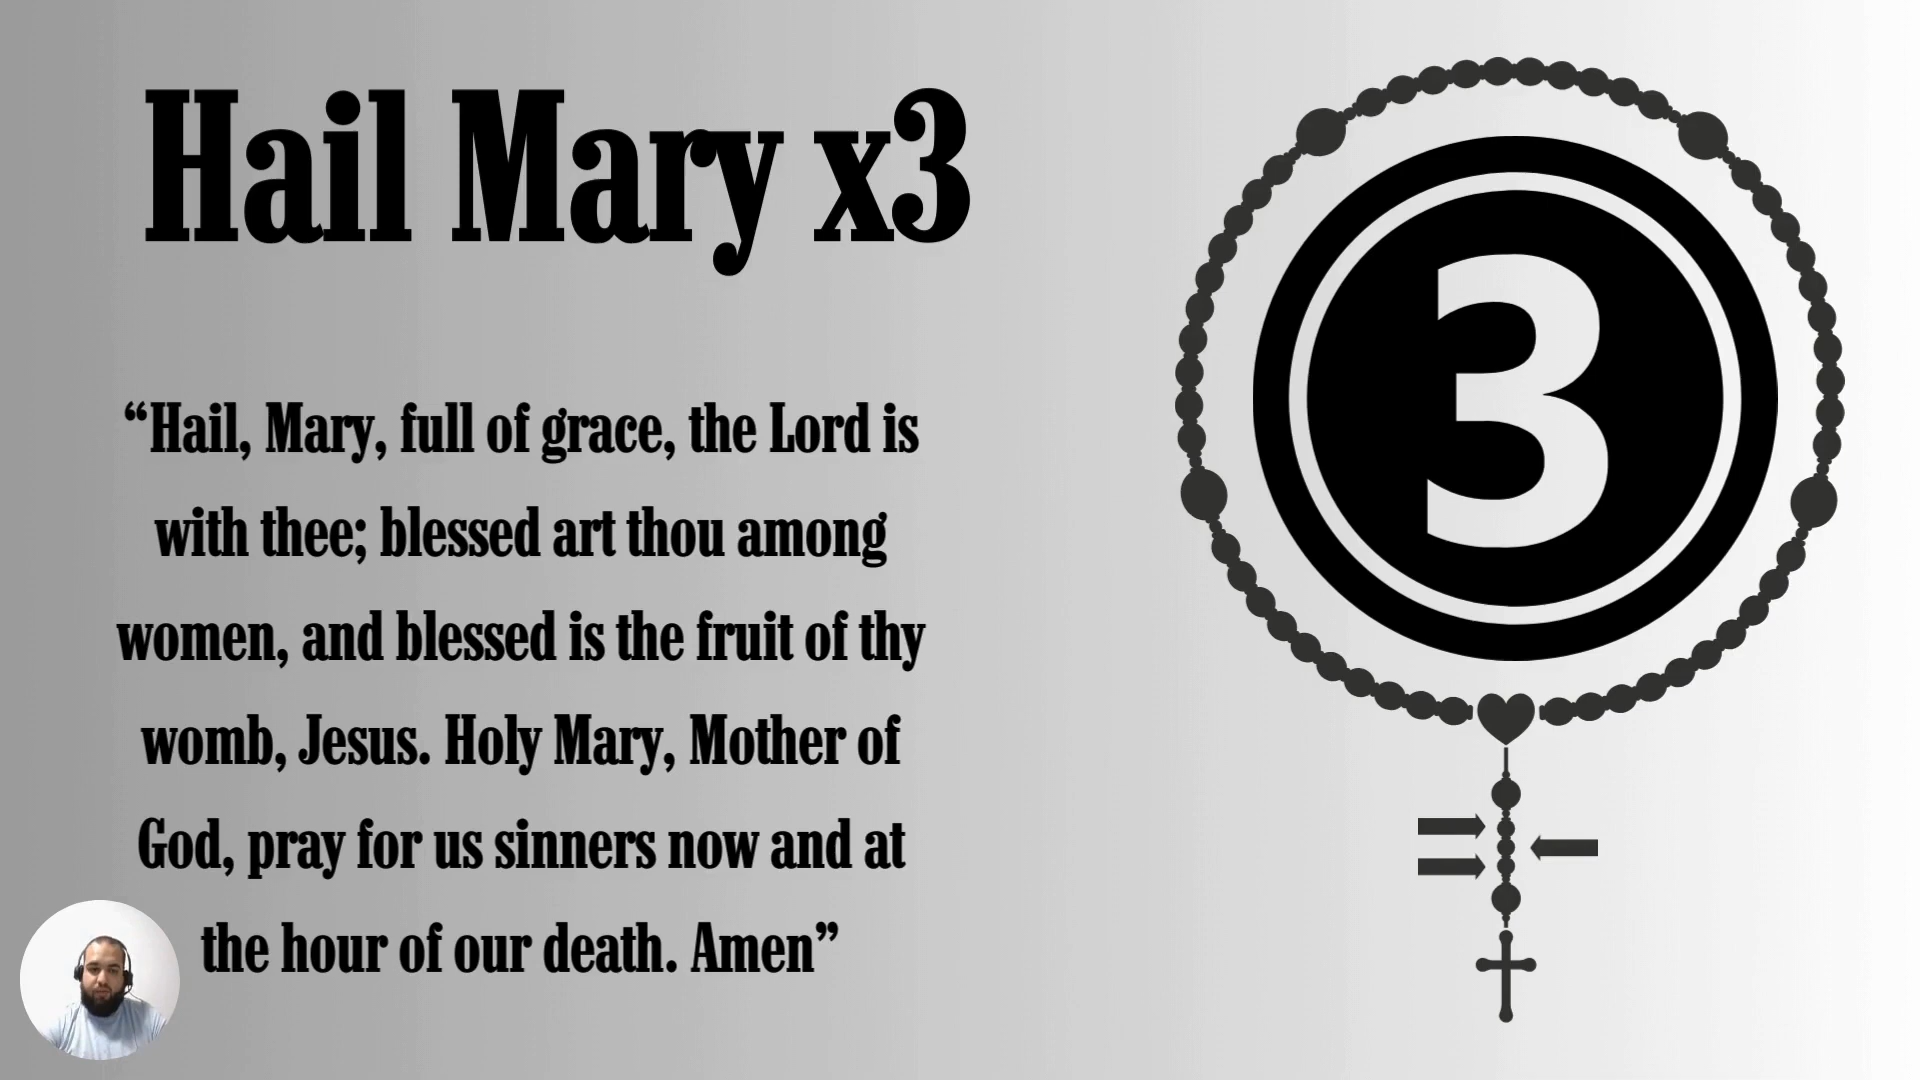 Hail Mary x3
“Hail, Mary, full of grace, the Lord is
with thee; blessed art thou among
women, and blessed is the fruit of thy
womb, Jesus. Holy Mary, Mother of
God, pray for us sinners now and at
the hour of our death. Amen”
3